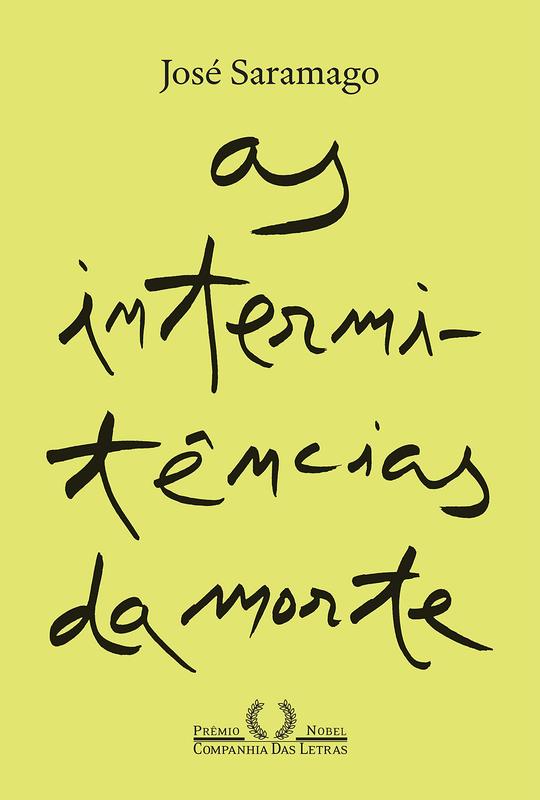 José Saramago
as
intermi-
tências
da morte
PRÊMIO NOBEL
COMPANHIA DAS LETRAS